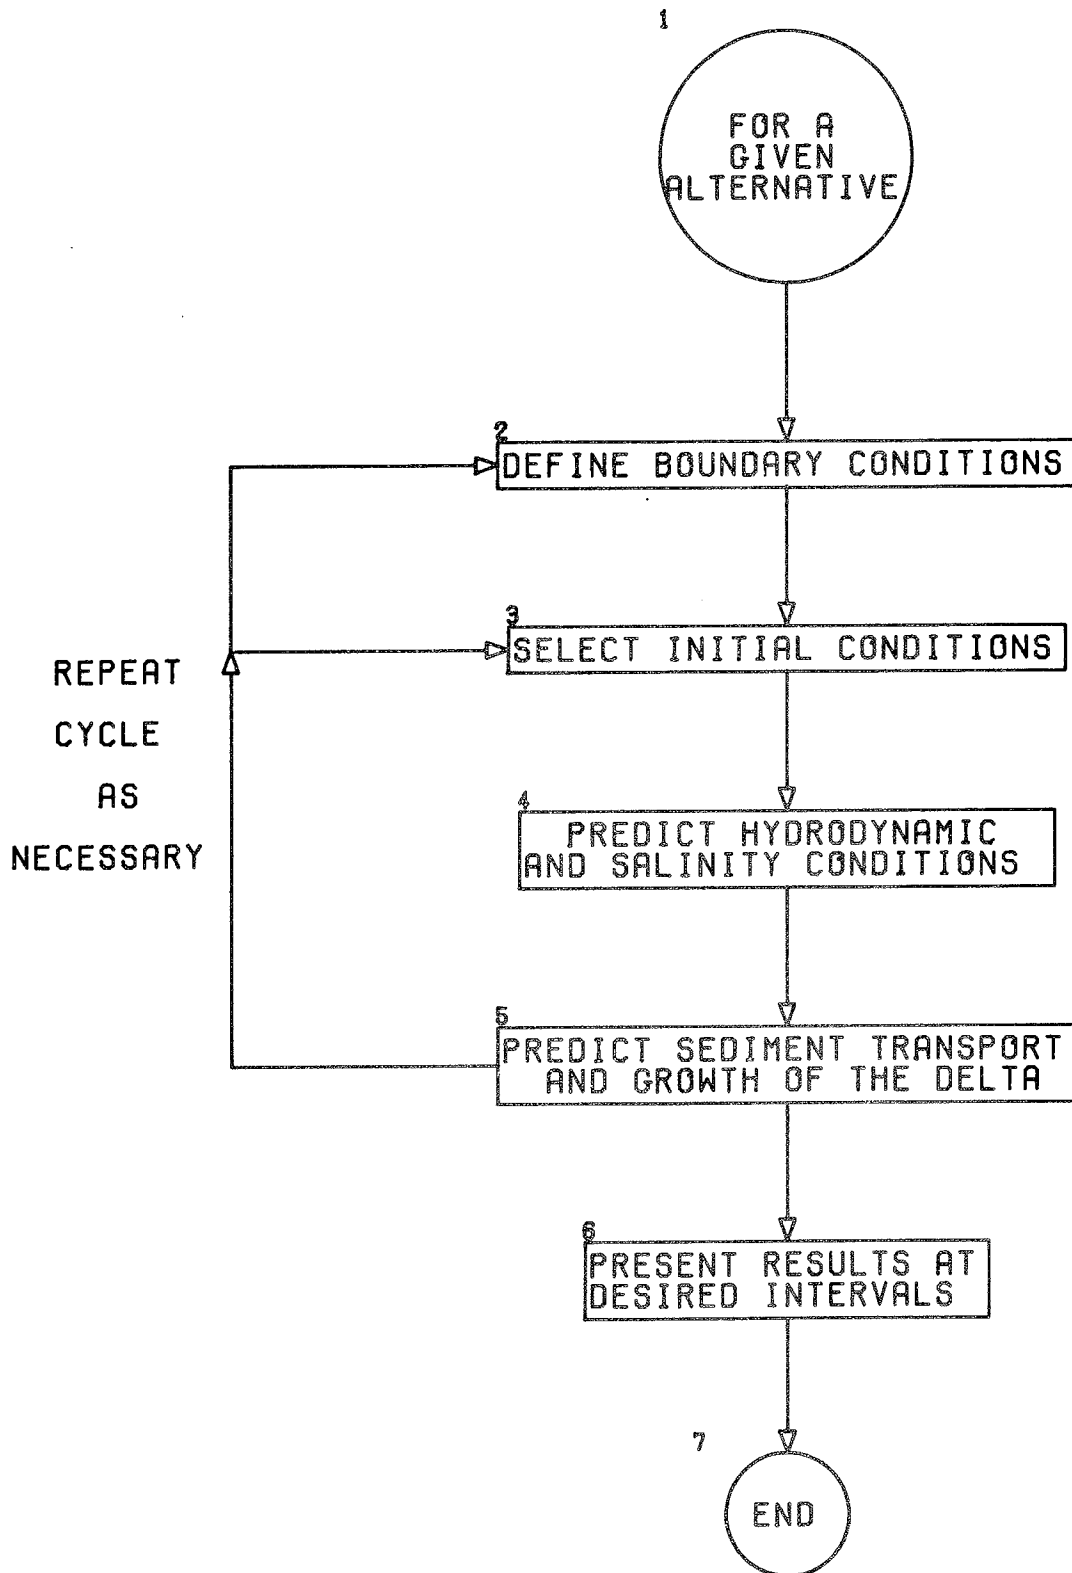 1
FOR A
GIVEN
ALTERNATIVE
2
DEFINE BOUNDARY CONDITIONS
3
SELECT INITIAL CONDITIONS
REPEAT
CYCLE
AS
NECESSARY
4
PREDICT HYDRODYNAMIC
AND SALINITY CONDITIONS
5
PREDICT SEDIMENT TRANSPORT
AND GROWTH OF THE DELTA
6
PRESENT RESULTS AT
DESIRED INTERVALS
7
END